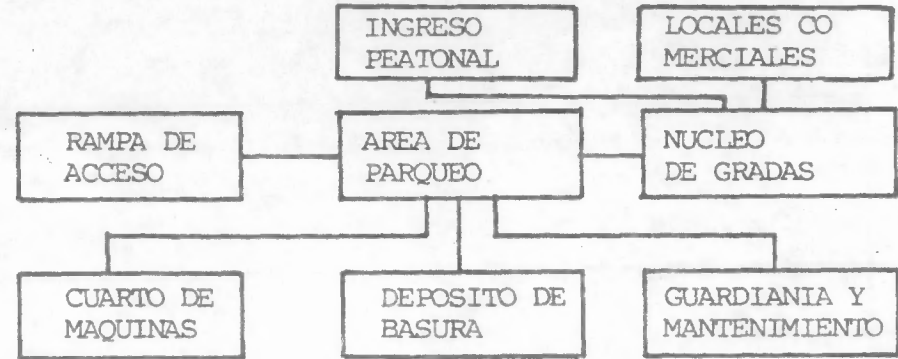 INGRESO
PEATONAL
LOCALES CO
MERCIALES
RAMPA DE
ACCESO
AREA DE
PARQUEO
NUCLEO
DE GRADAS
CUARTO DE
MAQUINAS
DEPOSITO DE
BASURA
GUARDIANIA Y
MANTENIMIENTO